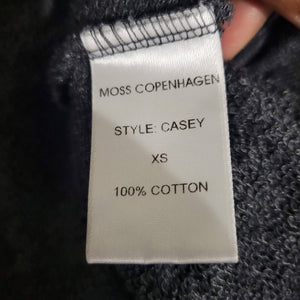 MOSS COPENHAGEN
STYLE: CASEY
XS
100% COTTON